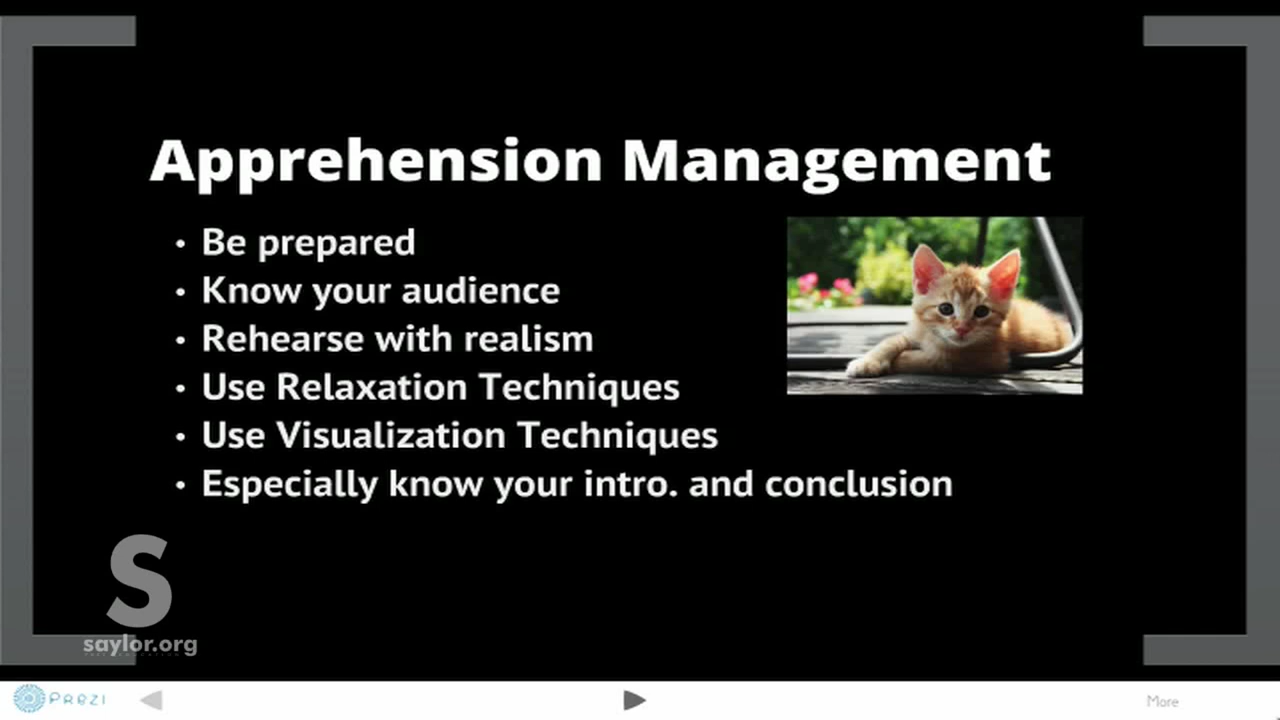 Apprehension Management
• Be prepared
• Know your audience
• Rehearse with realism
• Use Relaxation Techniques
• Use Visualization Techniques
• Especially know your intro. and conclusion
S
saylor.org
Prezi
More